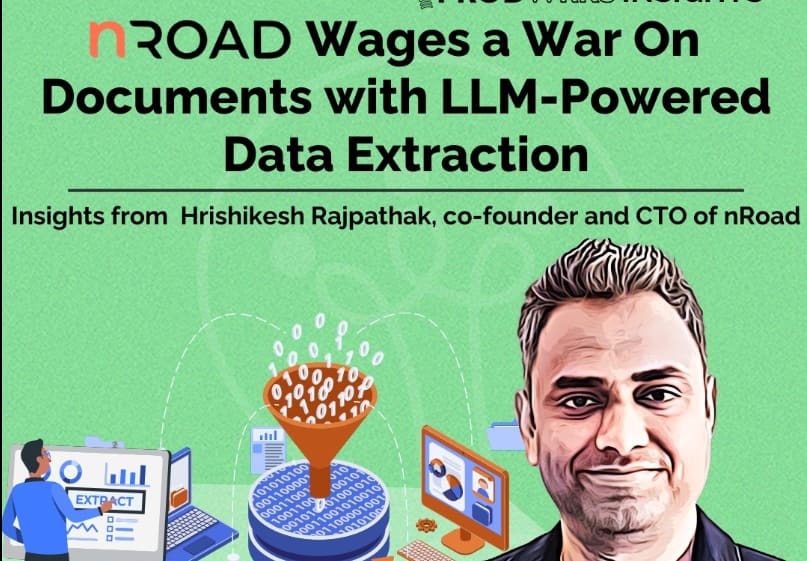 nROAD Wages a War On
Documents with LLM-Powered
Data Extraction
Insights from Hrishikesh Rajpathak, co-founder and CTO of nRoad
EXTRACT